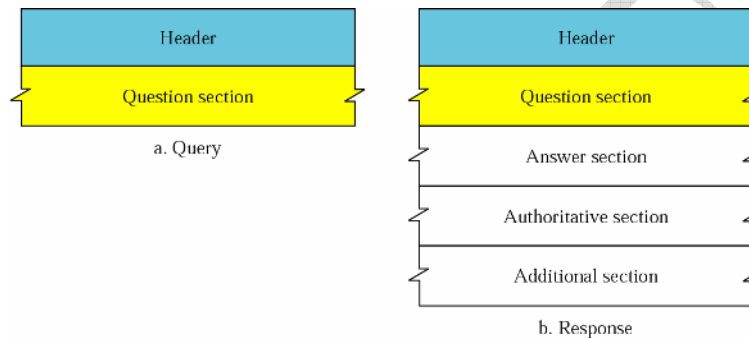 Header
Question section
a. Query
Header
Question section
Answer section
Authoritative section
Additional section
b. Response